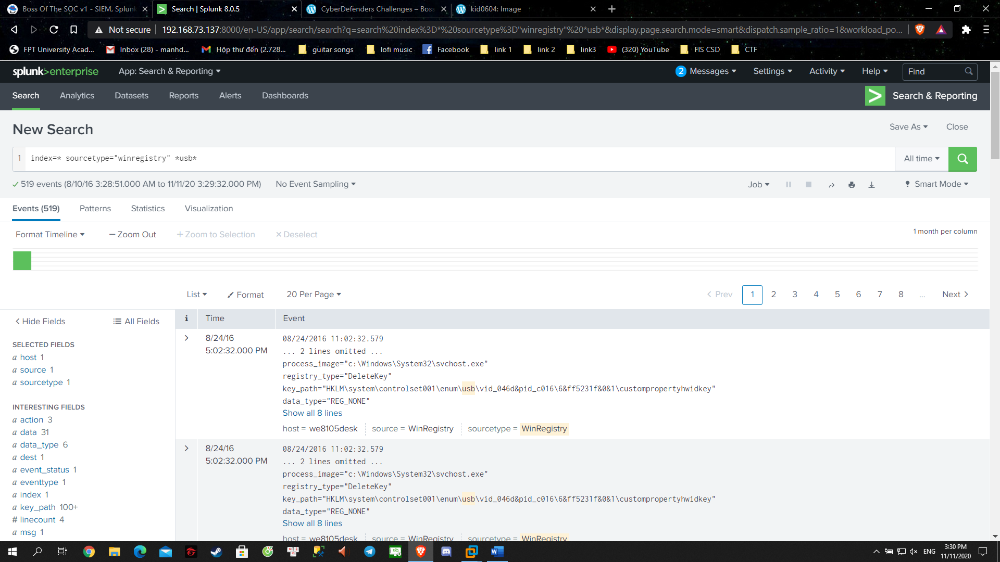 Boss Of The SOC v1 - SIEM, Splunk
Search | Splunk 8.0.5
CyberDefenders Challenges – Boss
kid0604: Image
Not secure
192.168.73.137:8000/en-US/app/search/search?q=search%20index%3D*%20sourcetype%3D"winregistry"%20*usb*&display.page.search.mode=smart&dispatch.sample_ratio=1&workload_po...
FPT University Acad...
Inbox (28) - manhd...
Hộp thư đến (2.728...
guitar songs
lofi music
Facebook
link 1
link 2
link3
(320) YouTube
FIS CSD
CTF
splunk>enterprise
App: Search & Reporting
2 Messages
Settings
Activity
Help
Find
Search
Analytics
Datasets
Reports
Alerts
Dashboards
Search & Reporting
New Search
Save As
Close
1 index=* sourcetype="winregistry" *usb*
All time
519 events (8/10/16 3:28:51.000 AM to 11/11/20 3:29:32.000 PM)
No Event Sampling
Job
Smart Mode
Events (519)
Patterns
Statistics
Visualization
Format Timeline
— Zoom Out
+ Zoom to Selection
× Deselect
1 month per column
List
Format
20 Per Page
< Prev
1
2
3
4
5
6
7
8
...
Next >
< Hide Fields
All Fields
i
Time
Event
SELECTED FIELDS
a host 1
a source 1
a sourcetype 1
INTERESTING FIELDS
a action 3
a data 31
a data_type 6
a dest 1
a event_status 1
a eventtype 1
a index 1
a key_path 100+
# linecount 4
a msg 1
8/24/16
5:02:32.000 PM
08/24/2016 11:02:32.579
... 2 lines omitted ...
process_image="c:\Windows\System32\svchost.exe"
registry_type="DeleteKey"
key_path="HKLM\system\controlset001\enum\usb\vid_046d&pid_c016\6&ff5231f&0&1\custompropertyhwidkey"
data_type="REG_NONE"
Show all 8 lines
host = we8105desk
source = WinRegistry
sourcetype = WinRegistry
8/24/16
5:02:32.000 PM
08/24/2016 11:02:32.579
... 2 lines omitted ...
process_image="c:\Windows\System32\svchost.exe"
registry_type="DeleteKey"
key_path="HKLM\system\controlset001\enum\usb\vid_046d&pid_c016\6&ff5231f&0&1\custompropertyhwidkey"
data_type="REG_NONE"
Show all 8 lines
host = we8105desk
source = WinRegistry
sourcetype = WinRegistry
ENG
3:30 PM
11/11/2020